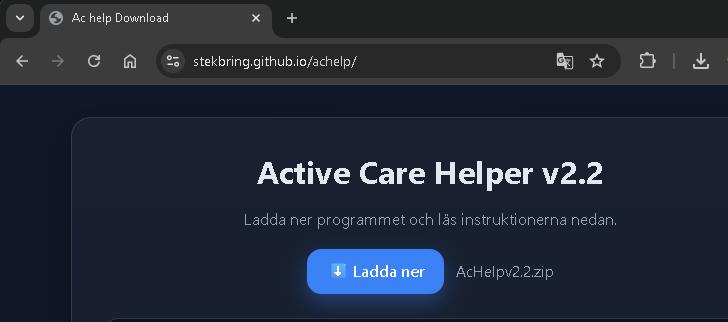 Ac help Download
stekbring.github.io/achelp/
Active Care Helper v2.2
Ladda ner programmet och läs instruktionerna nedan.
Ladda ner
AcHelpv2.2.zip